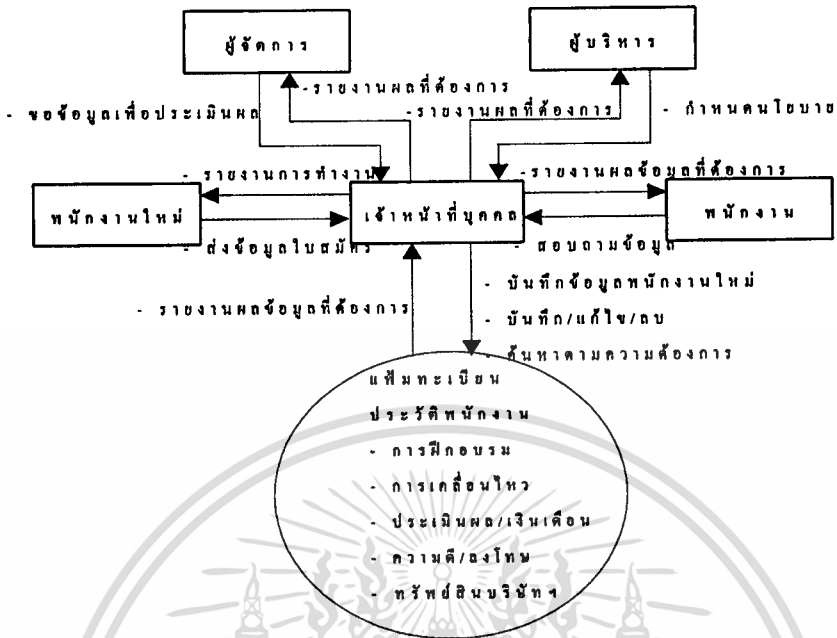 ผู้จัดการ
ผู้บริหาร
-รายงานผลที่ต้องการ
- ขอข้อมูลเพื่อประเมินผล
-รายงานผลที่ต้องการ
- กำหนดนโยบาย
- รายงานการทำงาน
-รายงานผลข้อมูลที่ต้องการ
พนักงานใหม่
เจ้าหน้าที่บุคคล
พนักงาน
- ส่งข้อมูลใบสมัคร
- สอบถามข้อมูล
- บันทึกข้อมูลพนักงานใหม่
- รายงานผลข้อมูลที่ต้องการ
- บันทึก/แก้ไข/ลบ
- ค้นหาตามความต้องการ
แฟ้มทะเบียน
ประวัติพนักงาน
- การฝึกอบรม
- การเคลื่อนไหว
- ประเมินผล/เงินเดือน
- ความดี/ลงโทษ
- ทรัพย์สินบริษัทฯ